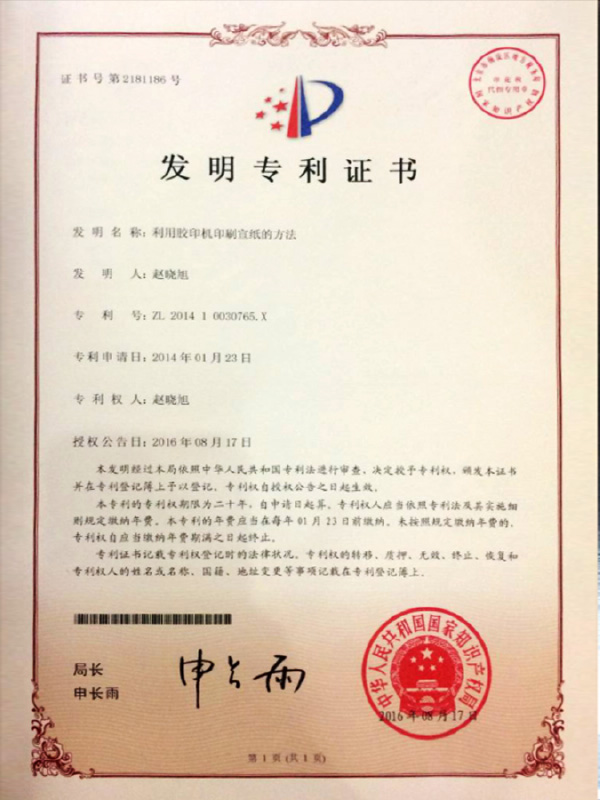 证书号第2181186号
发明专利证书
发明名称:利用胶印机印刷宣纸的方法
发明人:赵晓旭
专利号:ZL 2014 1 0030765.X
专利申请日:2014年01月23日
专利权人:赵晓旭
授权公告日:2016年08月17日
本发明经过本局依照中华人民共和国专利法进行审查,决定授予专利权,颁发本证书
并在专利登记簿上予以登记。专利权自授权公告之日起生效。
本专利的专利权期限为二十年,自申请日起算。专利权人应当依照专利法及其实施细
则规定缴纳年费。本专利的年费应当在每年01月23日前缴纳。未按照规定缴纳年费的,
专利权自应当缴纳年费期满之日起终止。
专利证书记载专利权登记时的法律状况。专利权的转移、质押、无效、终止、恢复和
专利权人的姓名或名称、国籍、地址变更等事项记载在专利登记簿上。
局长
申长雨
申长雨
中华人民共和国国家知识产权局
2016年08月17日
第1页(共1页)